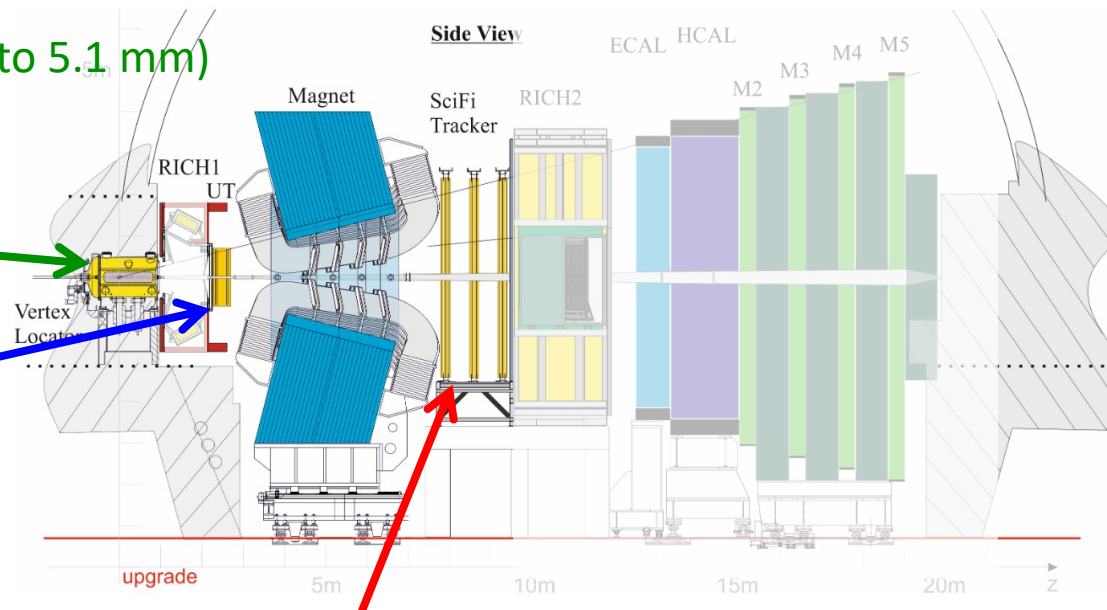 to 5.1 mm)
5m
Side View
ECAL
HCAL
M2
M3
M4
M5
Magnet
SciFi
Tracker
RICH2
RICH1
UT
Vertex
Locator
upgrade
5m
10m
15m
20m
z